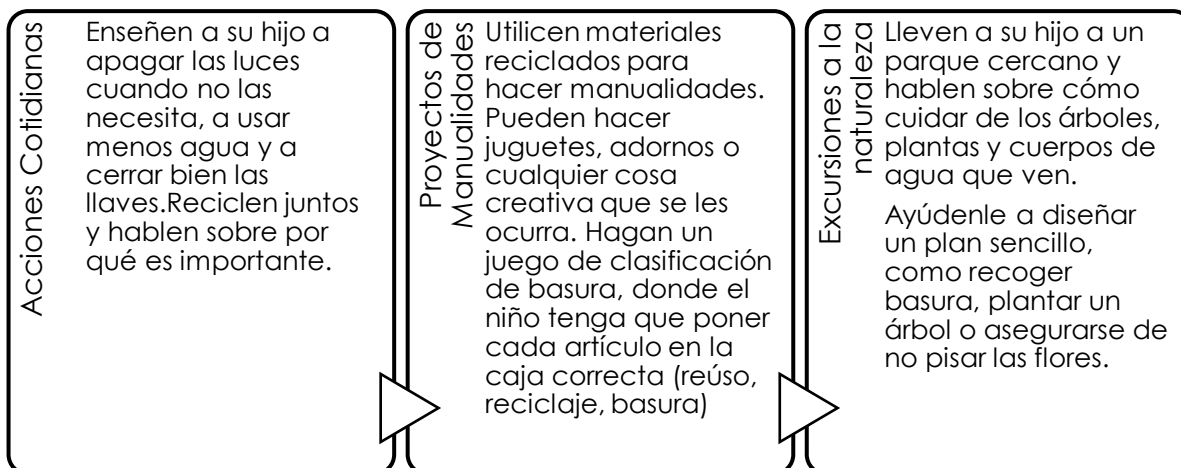 Acciones Cotidianas
Enseñen a su hijo a
apagar las luces
cuando no las
necesita, a usar
menos agua y a
cerrar bien las
llaves.Reciclen juntos
y hablen sobre por
qué es importante.
Proyectos de
Manualidades
Utilicen materiales
reciclados para
hacer manualidades.
Pueden hacer
juguetes, adornos o
cualquier cosa
creativa que se les
ocurra. Hagan un
juego de clasificación
de basura, donde el
niño tenga que poner
cada artículo en la
caja correcta (reúso,
reciclaje, basura)
Excursiones a la
naturaleza
Lleven a su hijo a un
parque cercano y
hablen sobre cómo
cuidar de los árboles,
plantas y cuerpos de
agua que ven.
Ayúdenle a diseñar
un plan sencillo,
como recoger
basura, plantar un
árbol o asegurarse de
no pisar las flores.